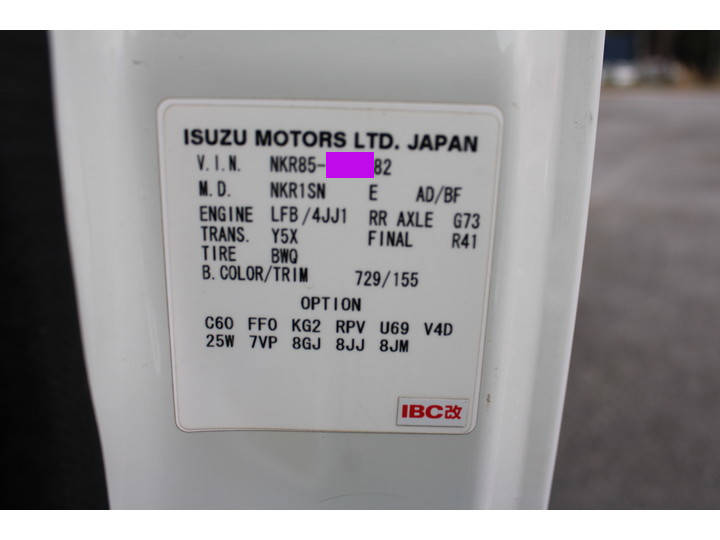 ISUZU MOTORS LTD. JAPAN
V.I.N. NKR85- 82
M.D. NKR1SN E AD/BF
ENGINE LFB/4JJ1 RR AXLE G73
TRANS. Y5X FINAL R41
TIRE BWQ
B.COLOR/TRIM 729/155
OPTION
C60 FF0 KG2 RPV U69 V4D
25W 7VP 8GJ 8JJ 8JM
IBC改